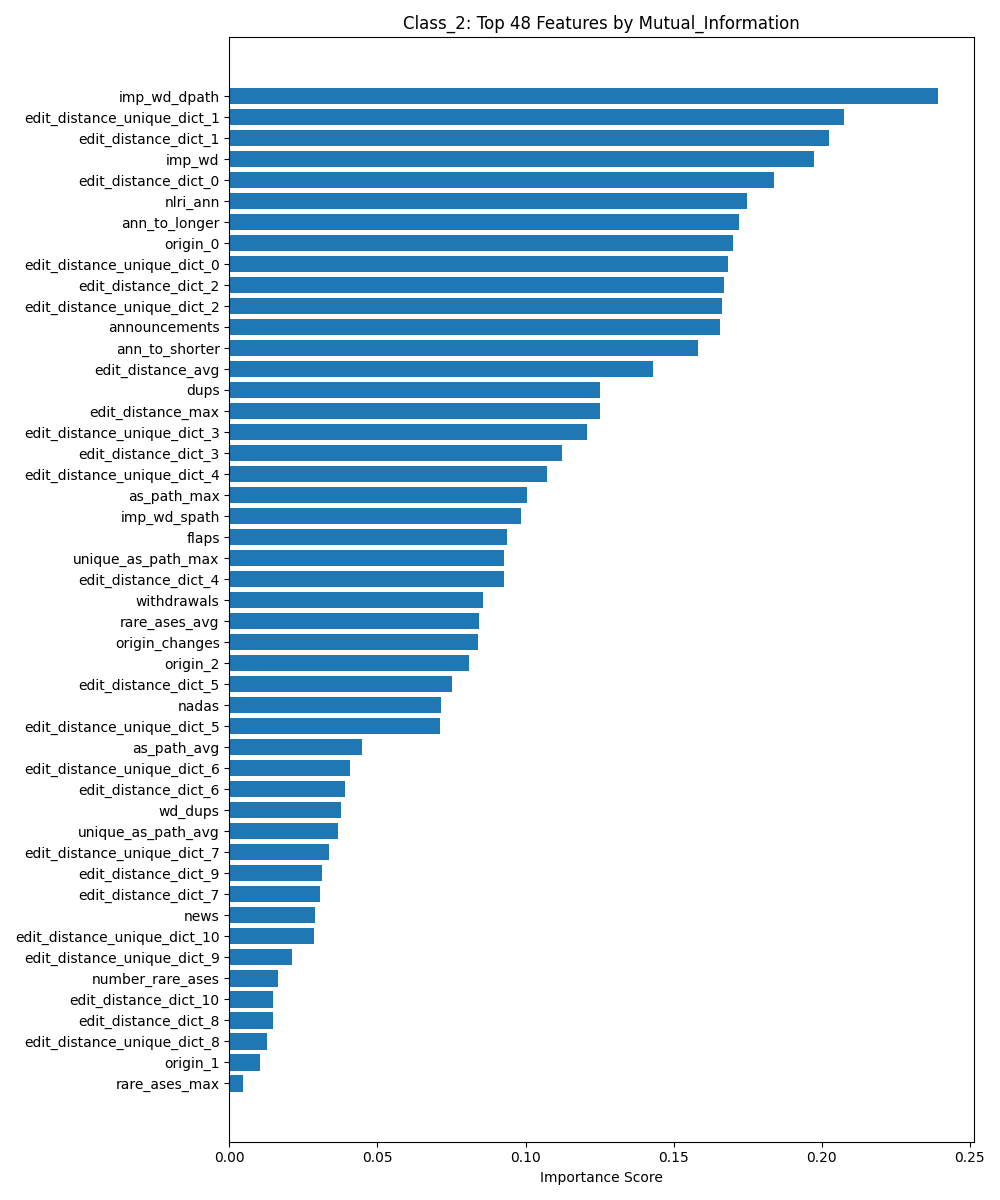 Class_2: Top 48 Features by Mutual_Information
imp_wd_dpath
edit_distance_unique_dict_1
edit_distance_1
imp_wd
edit_distance_dict_0
nlri_ann
ann_to_longer
origin_0
edit_distance_unique_dict_0
edit_distance_dict_2
edit_distance_unique_dict_2
announcements
ann_to_shorter
edit_distance_avg
dups
edit_distance_max
edit_distance_unique_dict_3
edit_distance_dict_3
edit_distance_unique_dict_4
as_path_max
imp_wd_spath
flaps
unique_as_path_max
edit_distance_dict_4
withdrawals
rare_ases_avg
origin_changes
origin_2
edit_distance_dict_5
nadas
edit_distance_unique_dict_5
as_path_avg
edit_distance_unique_dict_6
edit_distance_dict_6
wd_dups
unique_as_path_avg
edit_distance_unique_dict_7
edit_distance_dict_9
edit_distance_dict_7
news
edit_distance_unique_dict_10
edit_distance_unique_dict_9
number_rare_ases
edit_distance_dict_10
edit_distance_dict_8
edit_distance_unique_dict_8
origin_1
rare_ases_max
0.00 0.05 0.10 0.15 0.20 0.25
Importance Score